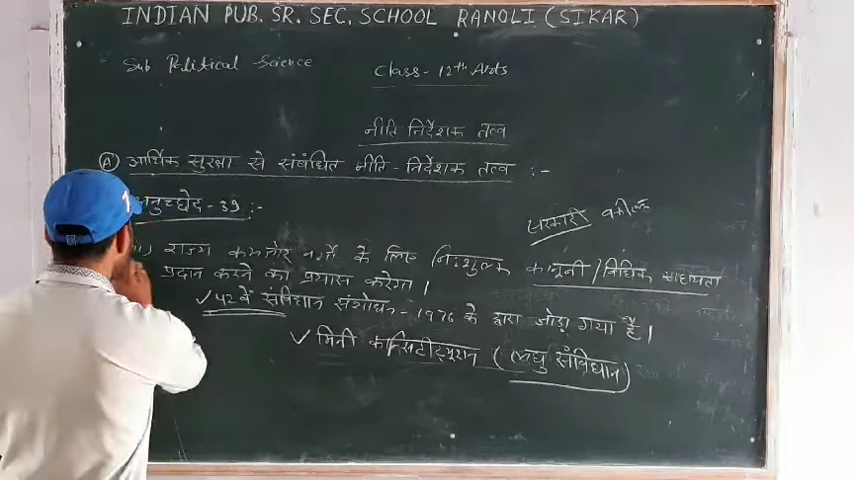 INDIAN PUB. SR. SEC. SCHOOL RANOLI (SIKAR)
Sub Political Science Class - 12th Arts
नीति निर्देशक तत्व
(A) आर्थिक सुरक्षा से संबंधित नीति - निर्देशक तत्व :-
अनुच्छेद - 39 :-
सरकारी वकील
राज्य कमजोर वर्गों के लिए निःशुल्क कानूनी / विधिक सहायता
प्रदान करने का प्रयास करेगा।
✓ 42 वें संविधान संशोधन - 1976 के द्वारा जोड़ा गया है।
✓ मिनी कान्सिटीट्यूशन (लघु संविधान)